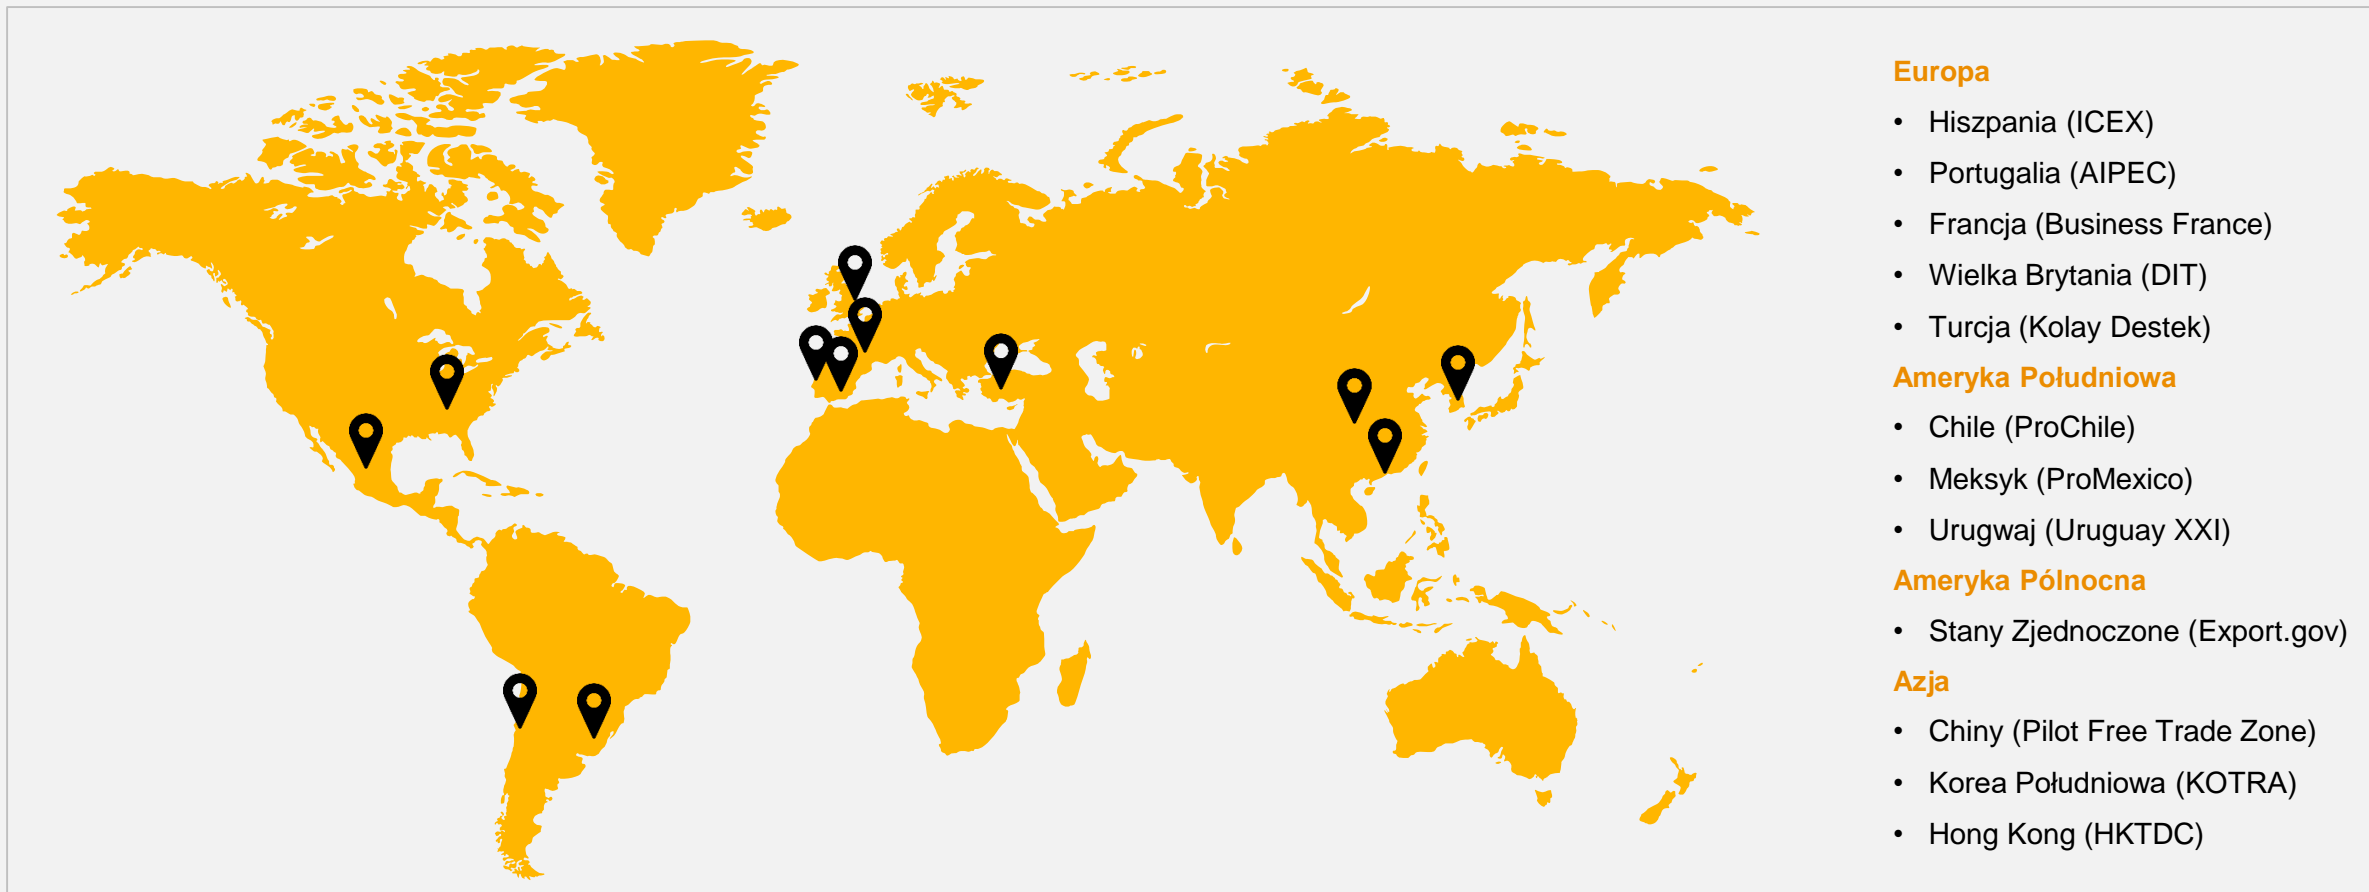 Europa
• Hiszpania (ICEX)
• Portugalia (AIPEC)
• Francja (Business France)
• Wielka Brytania (DIT)
• Turcja (Kolay Destek)
Ameryka Południowa
• Chile (ProChile)
• Meksyk (ProMexico)
• Urugwaj (Uruguay XXI)
Ameryka Pólnocna
• Stany Zjednoczone (Export.gov)
Azja
• Chiny (Pilot Free Trade Zone)
• Korea Południowa (KOTRA)
• Hong Kong (HKTDC)